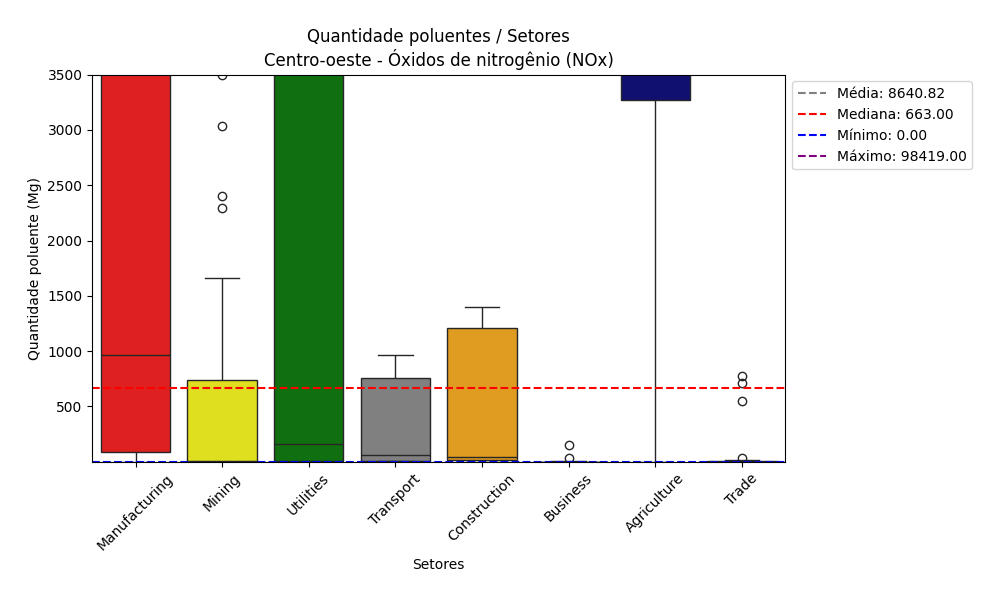 Quantidade poluentes / Setores
Centro-oeste - Óxidos de nitrogênio (NOx)
Quantidade poluente (Mg)
3500
3000
2500
2000
1500
1000
500
Manufacturing
Mining
Utilities
Transport
Construction
Business
Agriculture
Trade
Setores
Média: 8640.82
Mediana: 663.00
Mínimo: 0.00
Máximo: 98419.00